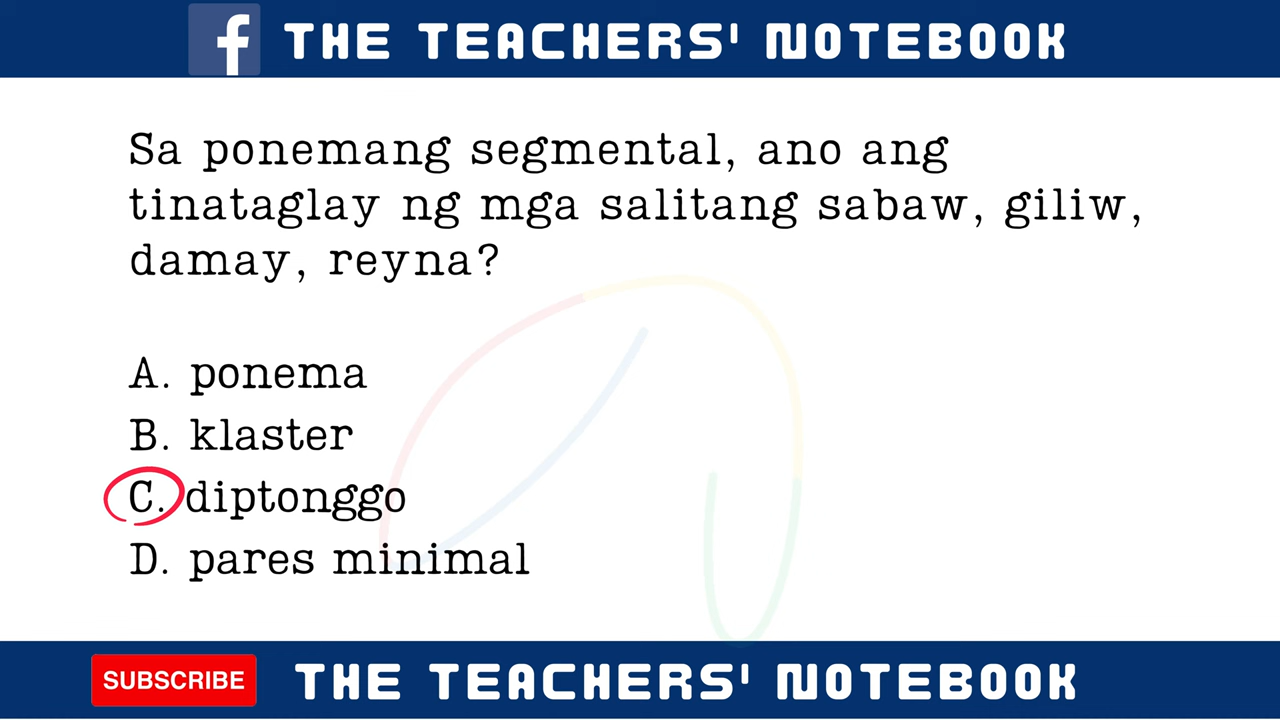 f THE TEACHERS' NOTEBOOK
Sa ponemang segmental, ano ang
tinataglay ng mga salitang sabaw, giliw,
damay, reyna?
A. ponema
B. klaster
C. diptonggo
D. pares minimal
SUBSCRIBE THE TEACHERS' NOTEBOOK